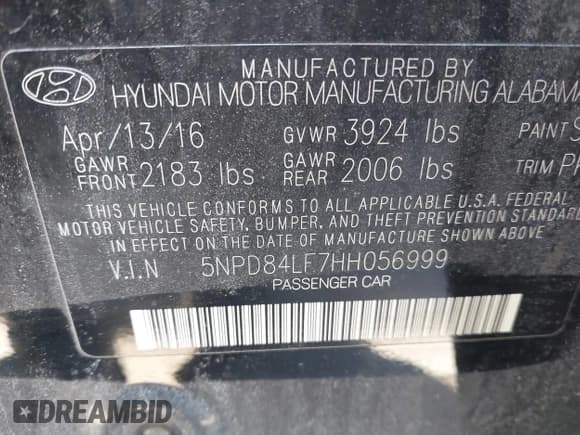 MANUFACTURED BY
HYUNDAI MOTOR MANUFACTURING ALABAMA
Apr/13/16 GVWR 3924 lbs PAINT
GAWR FRONT 2183 lbs GAWR REAR 2006 lbs TRIM
THIS VEHICLE CONFORMS TO ALL APPLICABLE U.S.A. FEDERAL
MOTOR VEHICLE SAFETY, BUMPER, AND THEFT PREVENTION STANDARD
IN EFFECT ON THE DATE OF MANUFACTURE SHOWN ABOVE
V.I.N 5NPD84LF7HH056999
PASSENGER CAR
DREAMBID